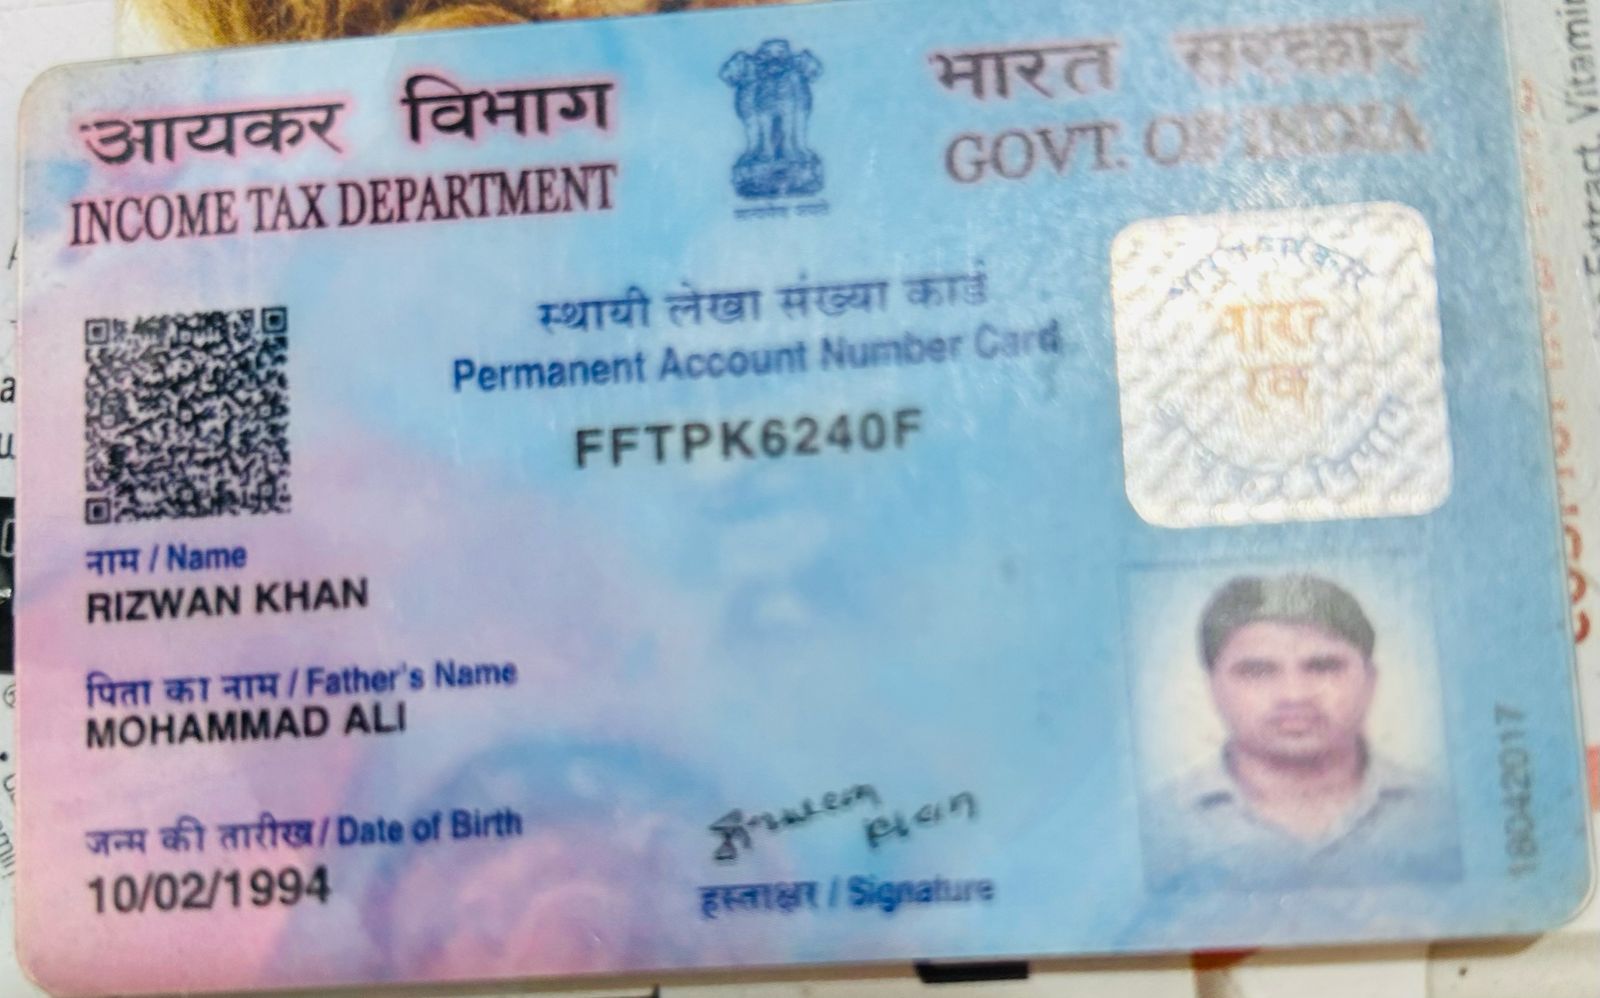 आयकर विभाग
INCOME TAX DEPARTMENT
भारत सरकार
GOVT. OF INDIA
स्थायी लेखा संख्या कार्ड
Permanent Account Number Card
FFTPK6240F
नाम / Name
RIZWAN KHAN
पिता का नाम / Father's Name
MOHAMMAD ALI
जन्म की तारीख / Date of Birth
10/02/1994
हस्ताक्षर / Signature
18042017
Extract, Vitamin